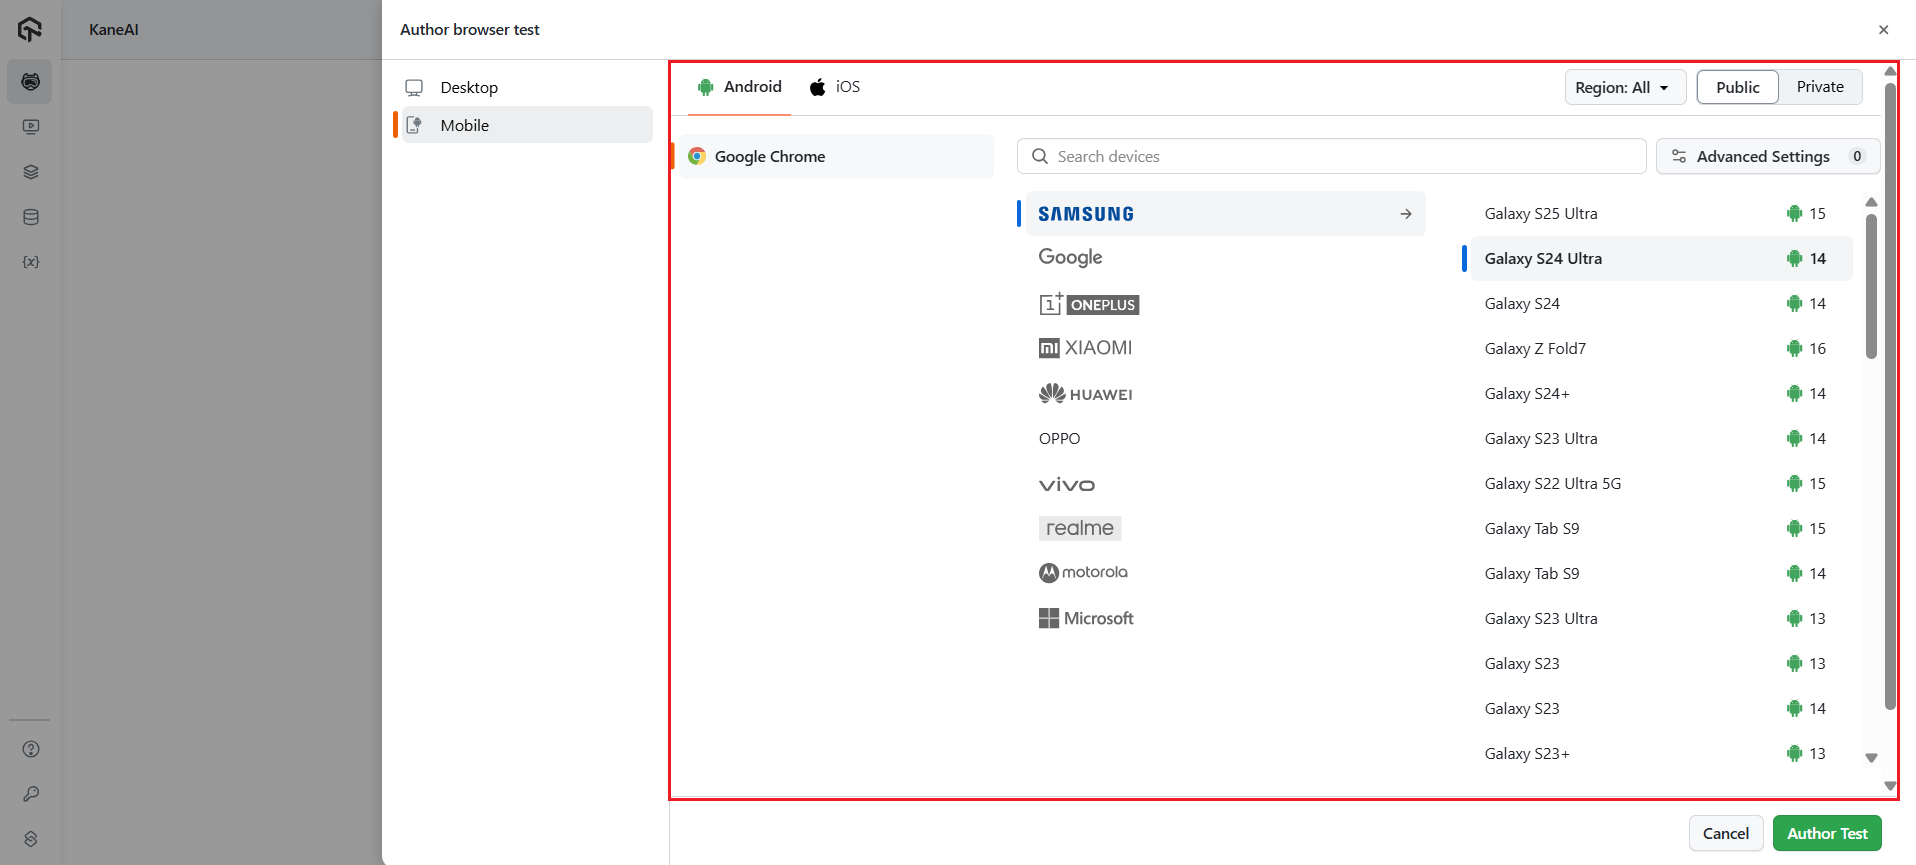 KaneAI
Author browser test
Desktop
Mobile
Android
iOS
Region: All
Public
Private
Google Chrome
Search devices
Advanced Settings 0
SAMSUNG
Google
1+ ONEPLUS
mi XIAOMI
HUAWEI
OPPO
vivo
realme
motorola
Microsoft
Galaxy S25 Ultra 15
Galaxy S24 Ultra 14
Galaxy S24 14
Galaxy Z Fold7 16
Galaxy S24+ 14
Galaxy S23 Ultra 14
Galaxy S22 Ultra 5G 15
Galaxy Tab S9 15
Galaxy Tab S9 14
Galaxy S23 Ultra 13
Galaxy S23 13
Galaxy S23 14
Galaxy S23+ 13
Cancel
Author Test